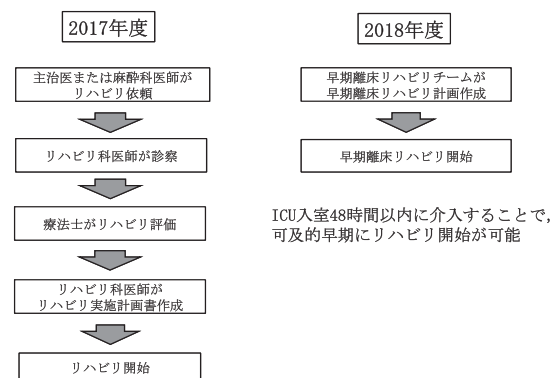 2017年度
主治医または麻酔科医師が
リハビリ依頼
リハビリ科医師が診察
療法士がリハビリ評価
リハビリ科医師が
リハビリ実施計画書作成
リハビリ開始
2018年度
早期離床リハビリチームが
早期離床リハビリ計画作成
早期離床リハビリ開始
ICU入室48時間以内に介入することで,
可及的早期にリハビリ開始が可能